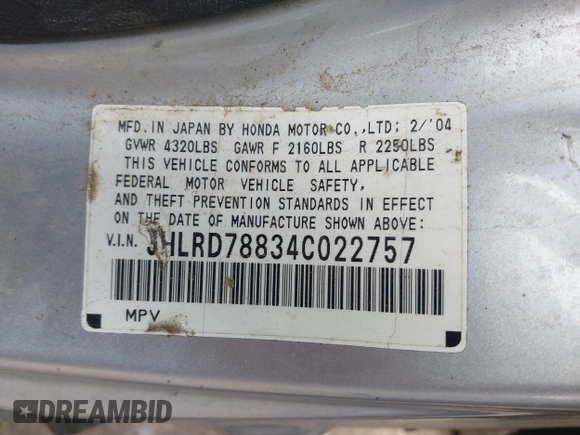 MFD. IN JAPAN BY HONDA MOTOR CO., LTD; 2/'04
GVWR 4320LBS GAWR F 2160LBS R 2250LBS
THIS VEHICLE CONFORMS TO ALL APPLICABLE
FEDERAL MOTOR VEHICLE SAFETY,
AND THEFT PREVENTION STANDARDS IN EFFECT
ON THE DATE OF MANUFACTURE SHOWN ABOVE:
V.I.N. JHLRD78834C022757
MPV
DREAMBID